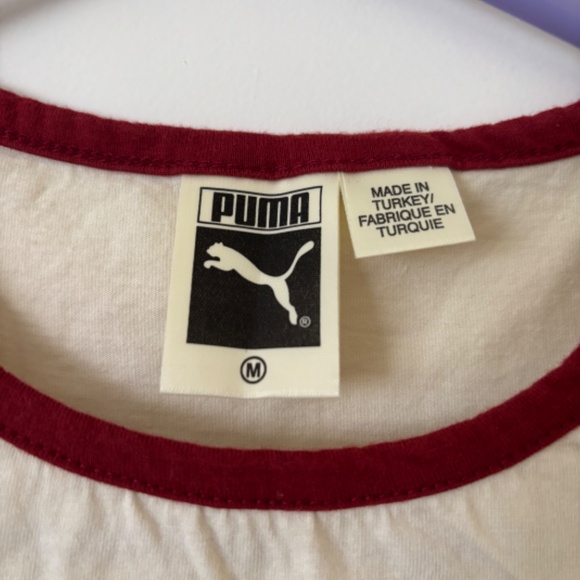 PUMA
®
M
MADE IN
TURKEY/
FABRIQUE EN
TURQUIE